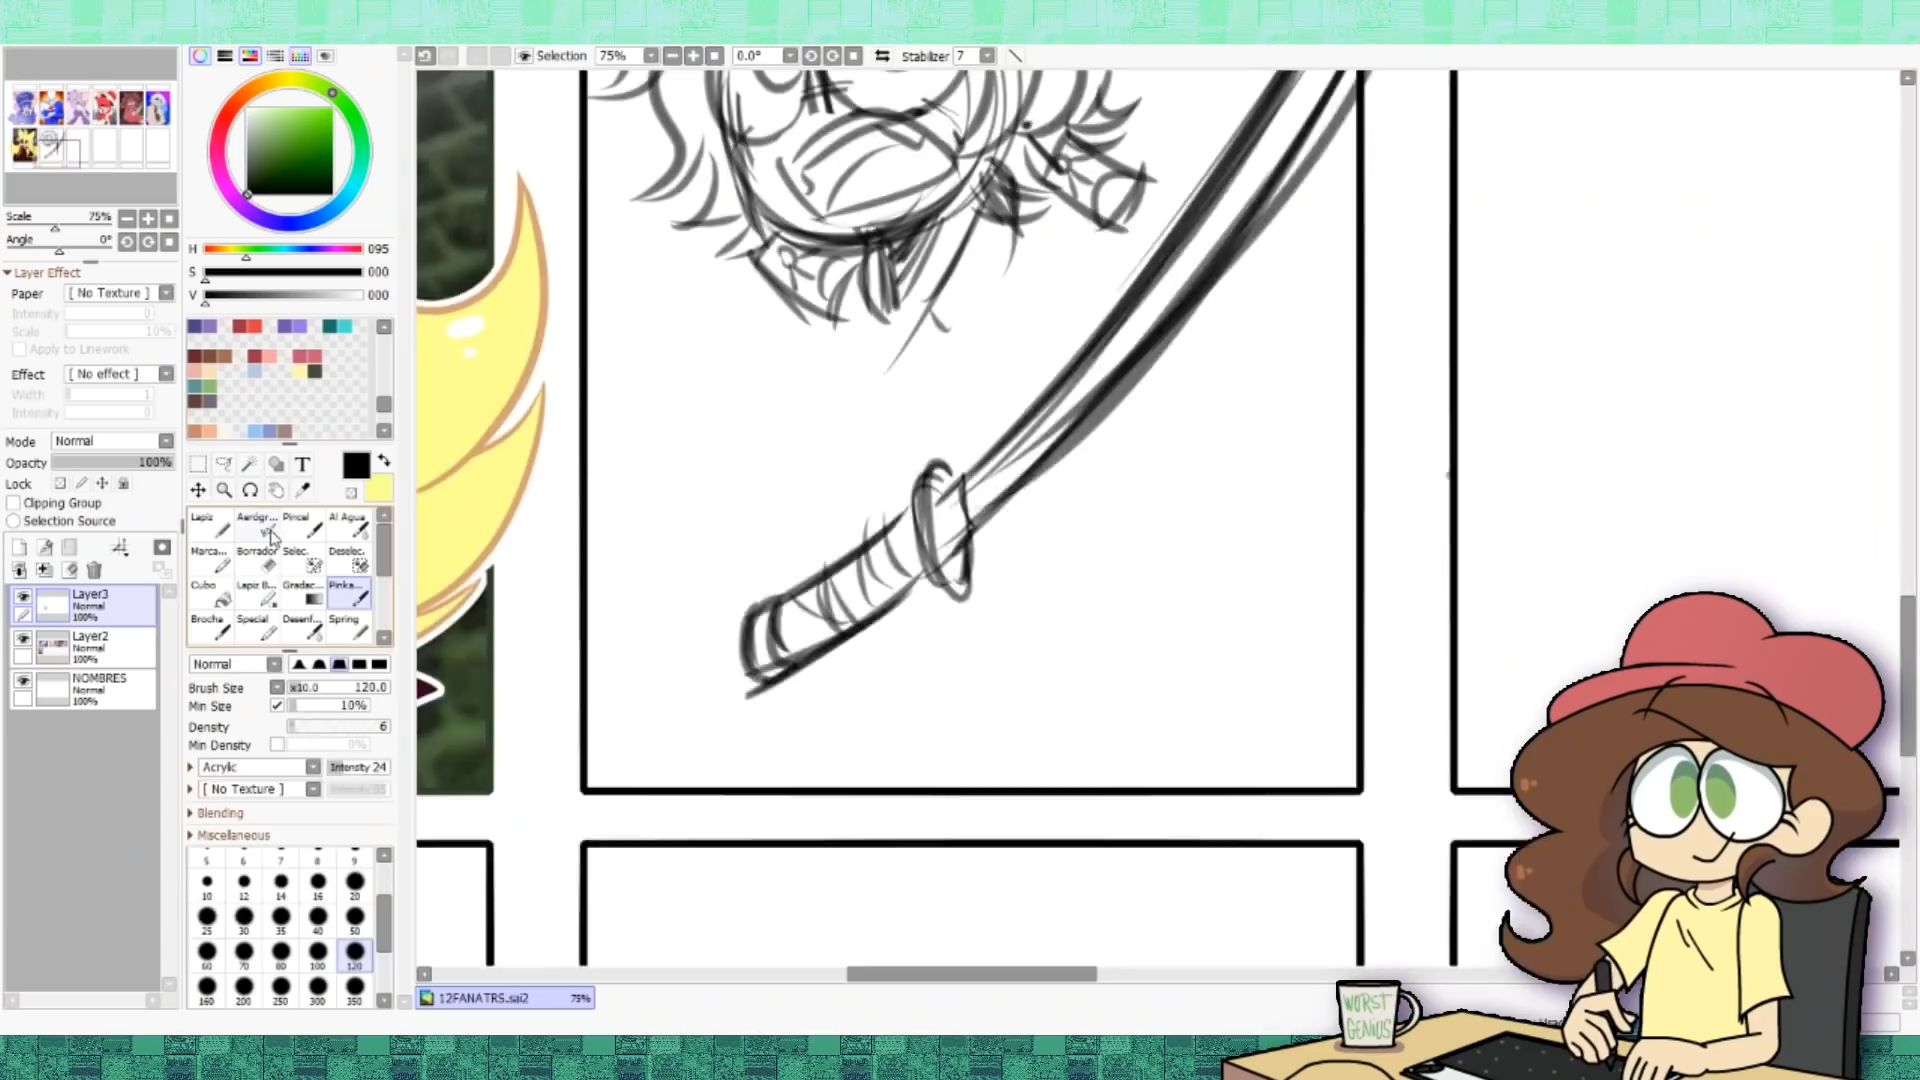 Selection 75% 0.0° Stabilizer 7
Scale 75%
Angle 0°
Layer Effect
Paper [ No Texture ]
Intensity 0
Scale 10%
Apply to Linework
Effect [ No effect ]
Width 1
Intensity 0
Mode Normal
Opacity 100%
Lock
Clipping Group
Selection Source
Layer3
Normal
100%
Layer2
Normal
100%
NOMBRES
Normal
100%
H 095
S 000
V 000
T
Lapiz Aerógr... Pincel Al Agua
Marca... Borrador Selec. Deselec.
Cubo Lapiz B... Gradac... Pinka...
Brocha Special Desenf... Spring
Normal
Brush Size x10.0 120.0
Min Size 10%
Density 6
Min Density 0%
Acrylic Intensity 24
[ No Texture ]
Blending
Miscellaneous
5 6 7 8 9
10 12 14 16 20
25 30 35 40 50
60 70 80 100 120
160 200 250 300 350
12FANATRS.sai2 75%
WORST
GENIUS